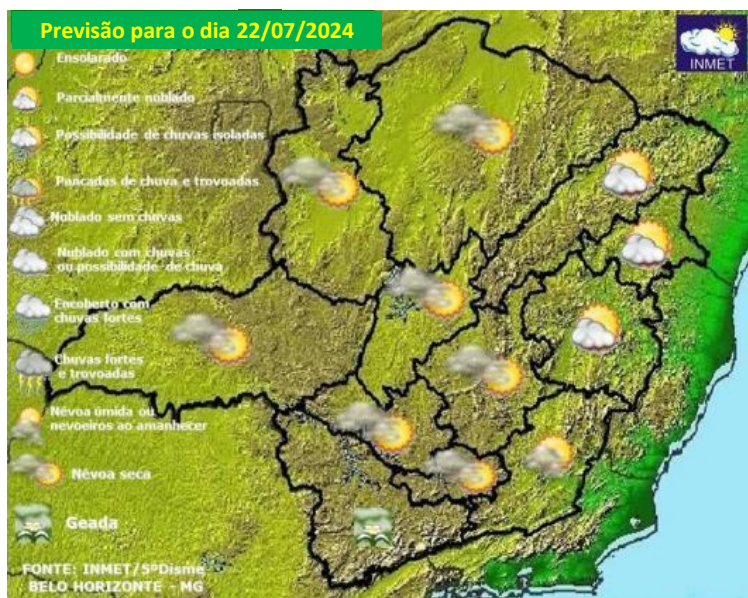 Previsão para o dia 22/07/2024
INMET
Ensolarado
Parcialmente noblado
Possibilidade de chuvas isoladas
Pancadas de chuva e trovoadas
Noblado sem chuvas
Nublado com chuvas
ou possibilidade de chuva
Encoberto com
chuvas fortes
Chuvas fortes
e trovoadas
Névoa úmida ou
nevoeiros ao amanhecer
Névoa seca
Geada
FONTE: INMET/5ºDisme
BELO HORIZONTE - MG